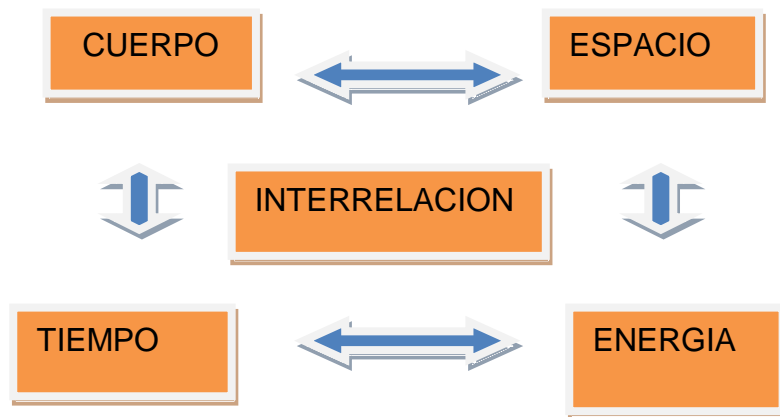 CUERPO
ESPACIO
INTERRELACION
TIEMPO
ENERGIA